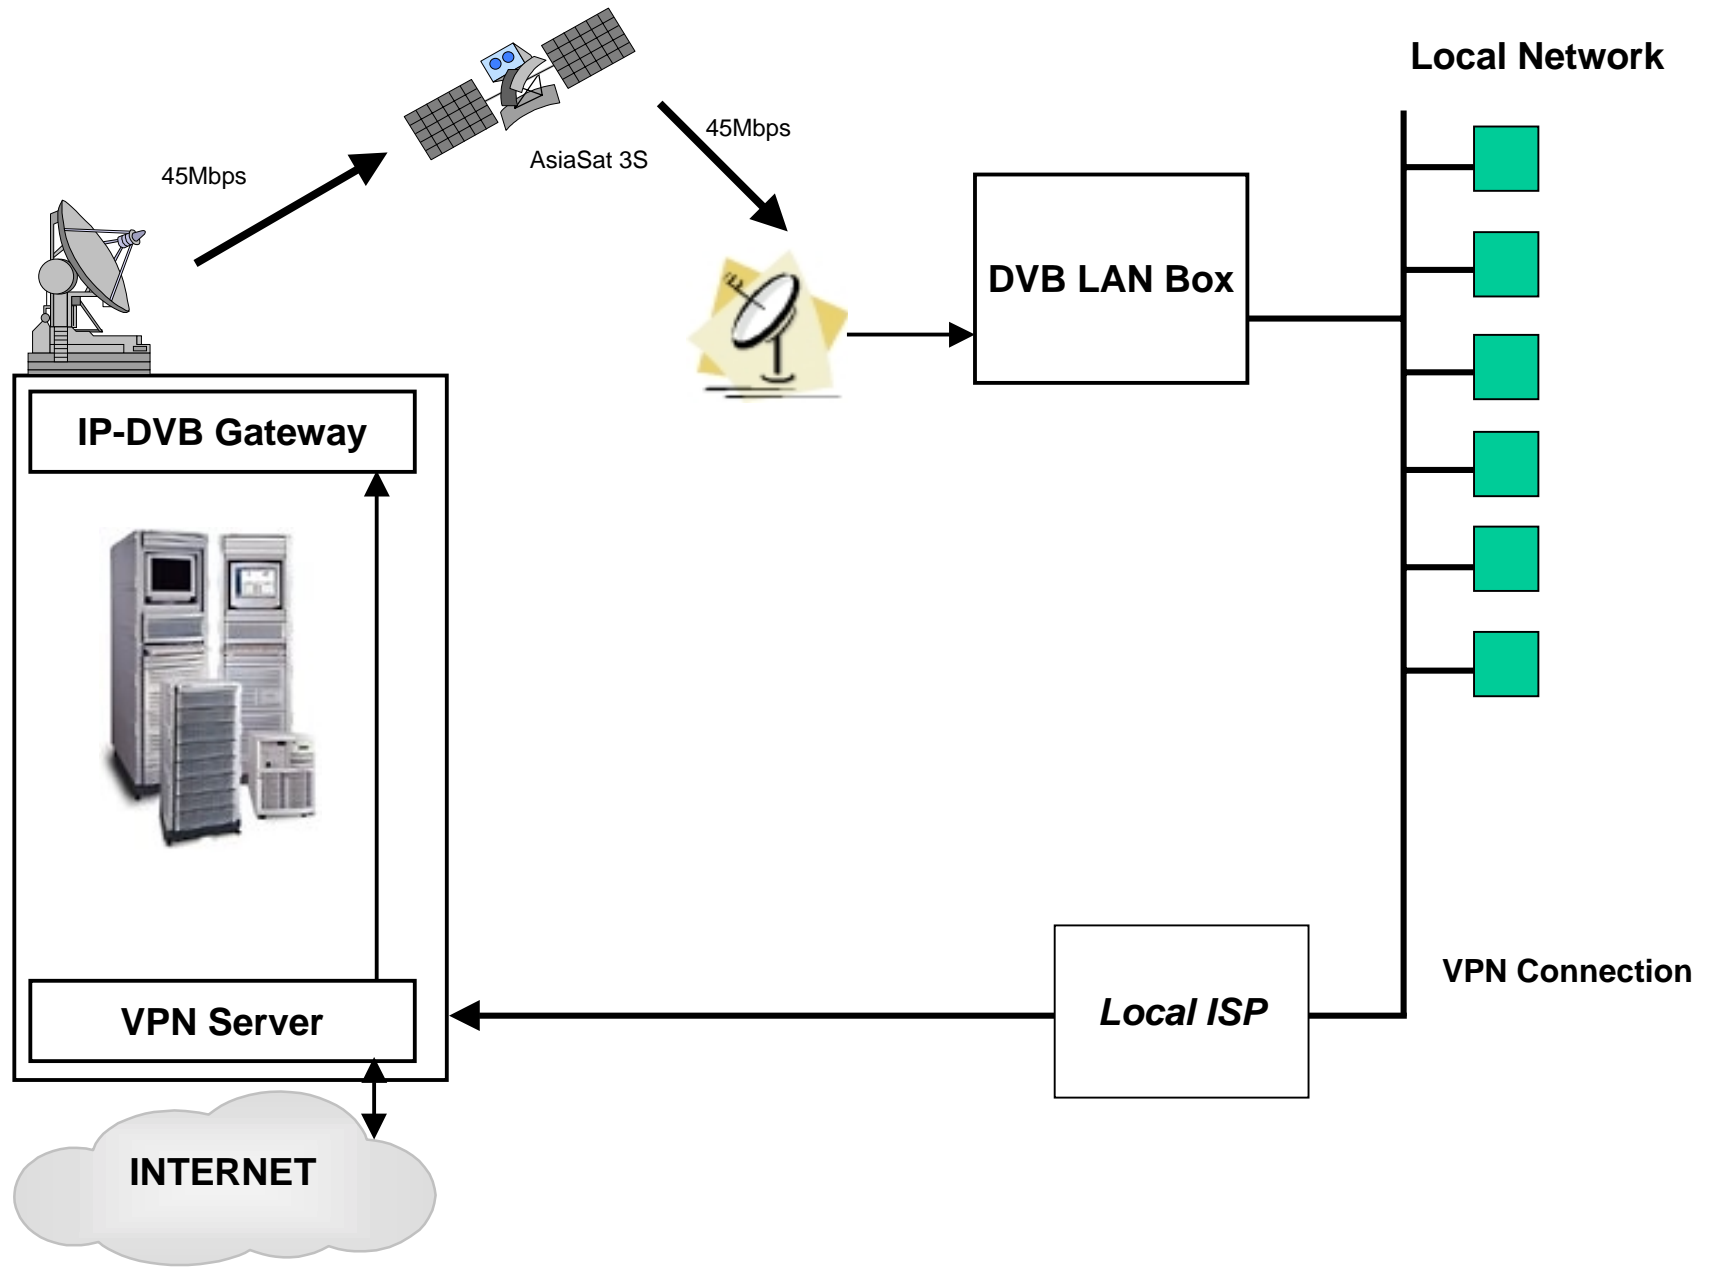 Local Network
45Mbps
AsiaSat 3S
45Mbps
DVB LAN Box
IP-DVB Gateway
VPN Connection
Local ISP
VPN Server
INTERNET